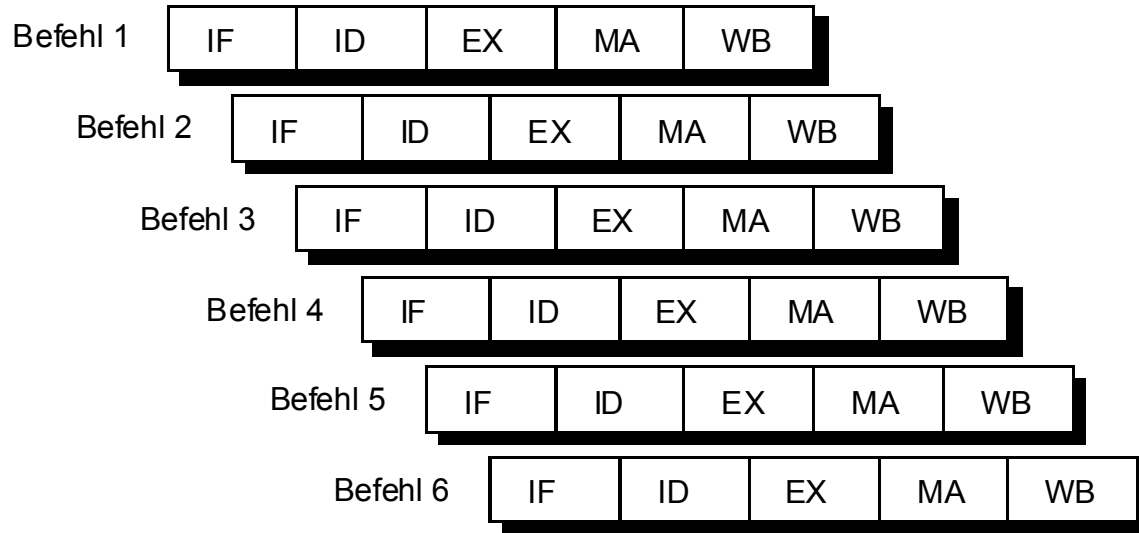 Befehl 1 IF ID EX MA WB
Befehl 2 IF ID EX MA WB
Befehl 3 IF ID EX MA WB
Befehl 4 IF ID EX MA WB
Befehl 5 IF ID EX MA WB
Befehl 6 IF ID EX MA WB